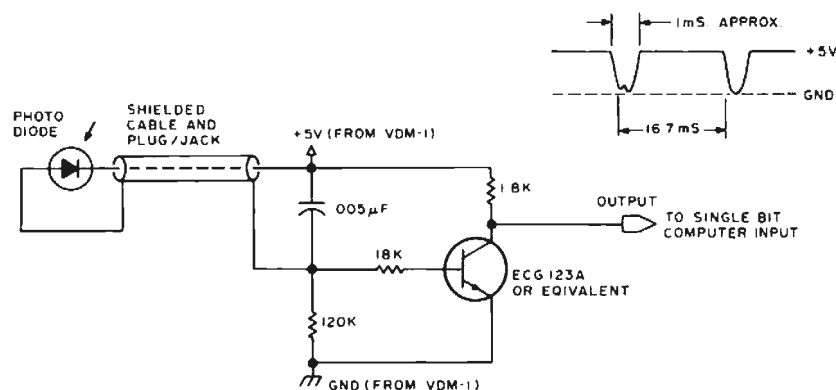 1mS. APPROX.
+5V
GND
16 7mS
PHOTO
DIODE
SHIELDED
CABLE AND
PLUG/JACK
+5V (FROM VDM-1)
1 8K
005µF
OUTPUT
TO SINGLE BIT
COMPUTER INPUT
18K
ECG 123A
OR EQIVALENT
120K
GND (FROM VDM-1)